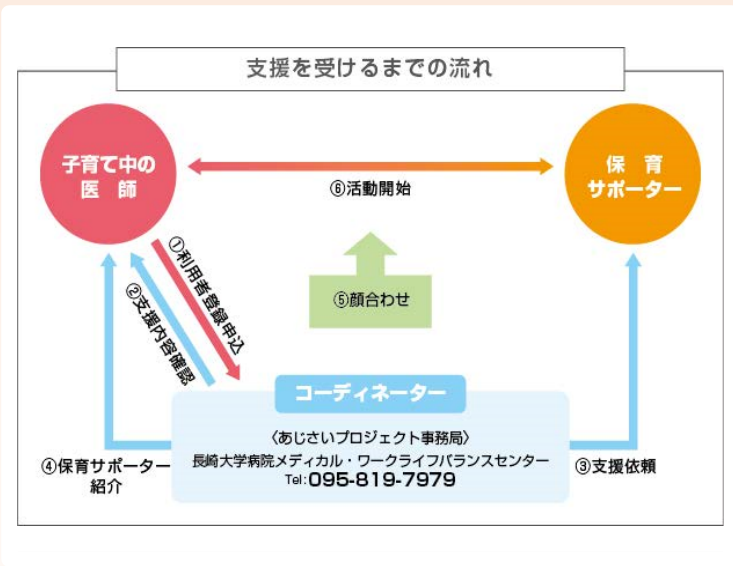 支援を受けるまでの流れ
子育て中の
医 師
保 育
サポーター
⑥活動開始
①利用者登録申込
②支援内容確認
⑤顔合わせ
コーディネーター
〈あじさいプロジェクト事務局〉
長崎大学病院メディカル・ワークライフバランスセンター
Tel:095-819-7979
④保育サポーター
紹介
③支援依頼